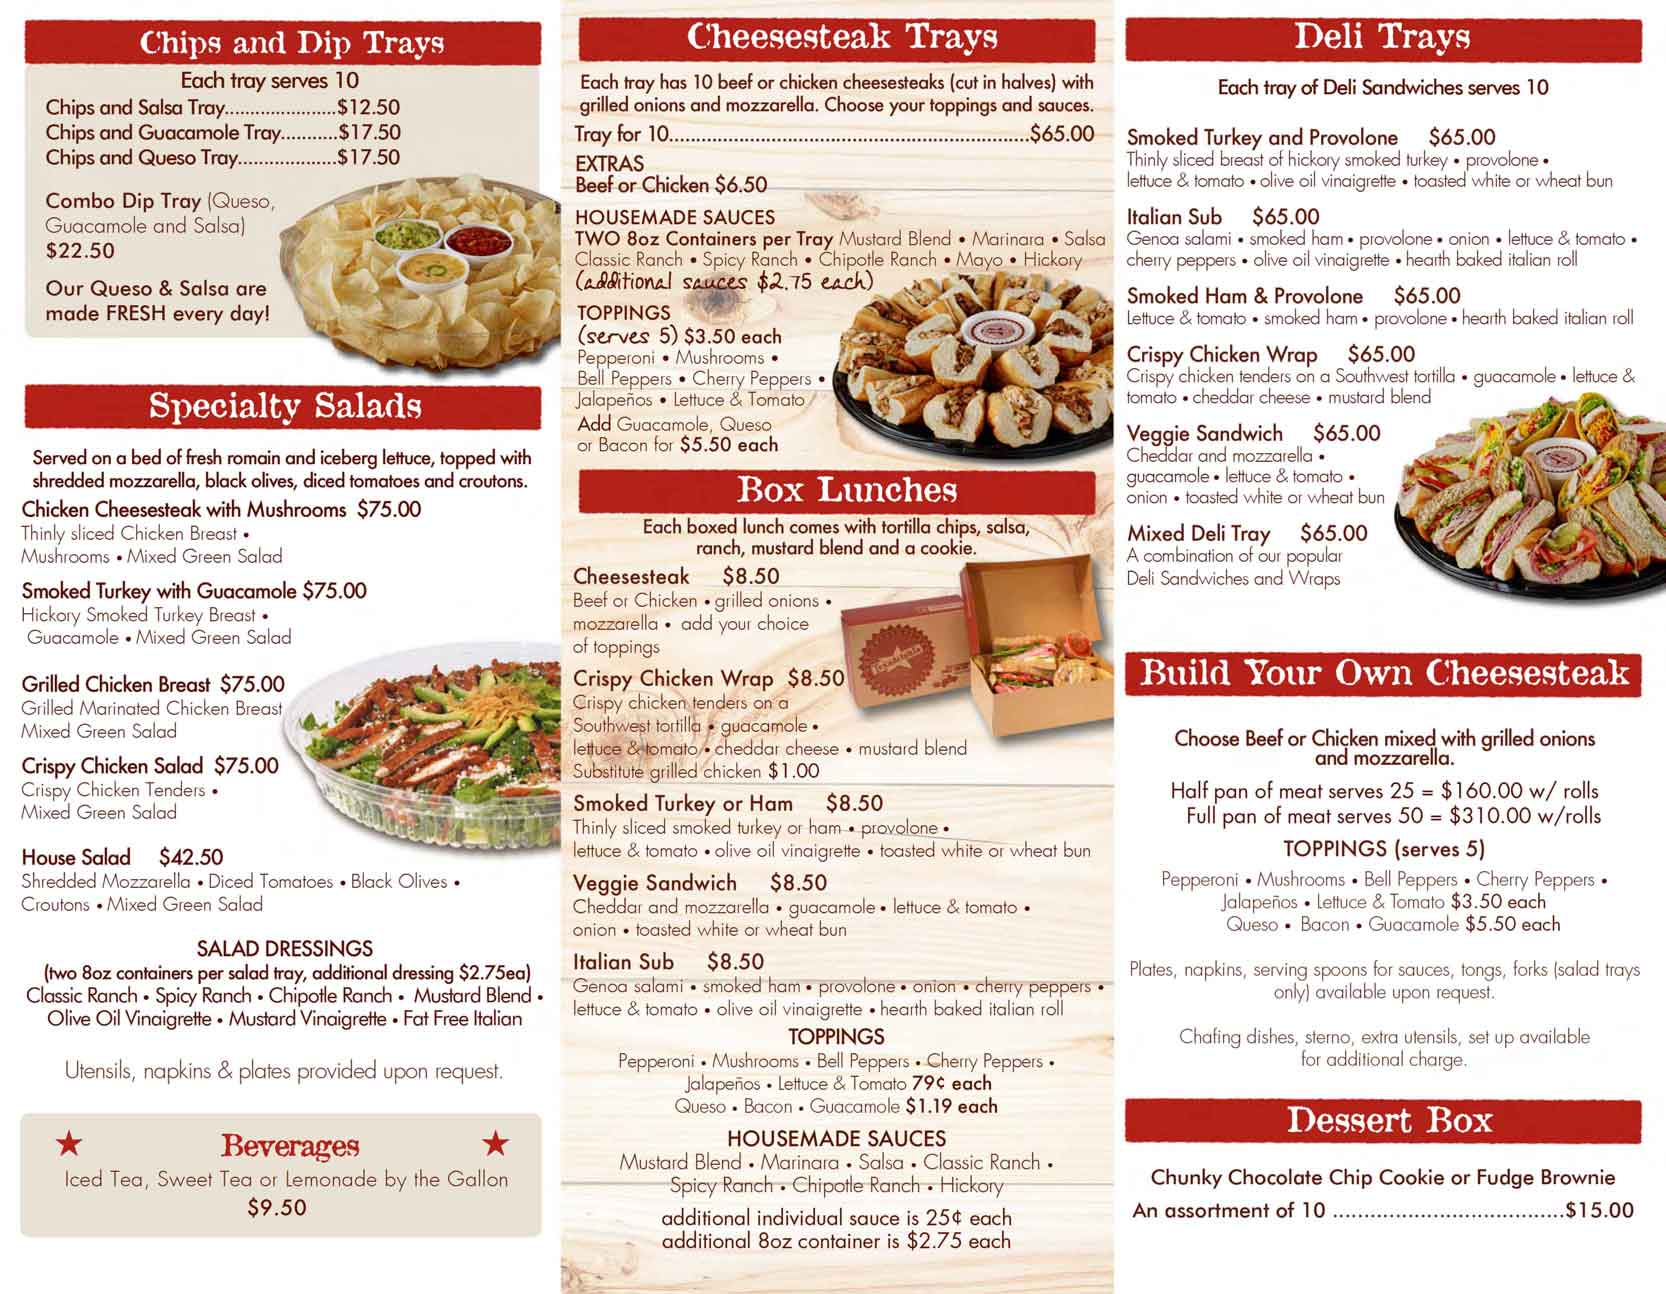 Chips and Dip Trays
Each tray serves 10
Chips and Salsa Tray......................$12.50
Chips and Guacamole Tray...........$17.50
Chips and Queso Tray...................$17.50
Combo Dip Tray (Queso,
Guacamole and Salsa)
$22.50
Our Queso & Salsa are
made FRESH every day!
Specialty Salads
Served on a bed of fresh romain and iceberg lettuce, topped with
shredded mozzarella, black olives, diced tomatoes and croutons.
Chicken Cheesesteak with Mushrooms $75.00
Thinly sliced Chicken Breast •
Mushrooms • Mixed Green Salad
Smoked Turkey with Guacamole $75.00
Hickory Smoked Turkey Breast •
Guacamole • Mixed Green Salad
Grilled Chicken Breast $75.00
Grilled Marinated Chicken Breast
Mixed Green Salad
Crispy Chicken Salad $75.00
Crispy Chicken Tenders •
Mixed Green Salad
House Salad $42.50
Shredded Mozzarella • Diced Tomatoes • Black Olives •
Croutons • Mixed Green Salad
SALAD DRESSINGS
(two 8oz containers per salad tray, additional dressing $2.75ea)
Classic Ranch • Spicy Ranch • Chipotle Ranch • Mustard Blend •
Olive Oil Vinaigrette • Mustard Vinaigrette • Fat Free Italian
Utensils, napkins & plates provided upon request.
Beverages
Iced Tea, Sweet Tea or Lemonade by the Gallon
$9.50
Cheesesteak Trays
Each tray has 10 beef or chicken cheesesteaks (cut in halves) with
grilled onions and mozzarella. Choose your toppings and sauces.
Tray for 10......................................................................$65.00
EXTRAS
Beef or Chicken $6.50
HOUSEMADE SAUCES
TWO 8oz Containers per Tray Mustard Blend • Marinara • Salsa
Classic Ranch • Spicy Ranch • Chipotle Ranch • Mayo • Hickory
(additional sauces $2.75 each)
TOPPINGS
(serves 5) $3.50 each
Pepperoni • Mushrooms •
Bell Peppers • Cherry Peppers •
Jalapeños • Lettuce & Tomato
Add Guacamole, Queso
or Bacon for $5.50 each
Box Lunches
Each boxed lunch comes with tortilla chips, salsa,
ranch, mustard blend and a cookie.
Cheesesteak $8.50
Beef or Chicken • grilled onions •
mozzarella • add your choice
of toppings
Crispy Chicken Wrap $8.50
Crispy chicken tenders on a
Southwest tortilla • guacamole •
lettuce & tomato • cheddar cheese • mustard blend
Substitute grilled chicken $1.00
Smoked Turkey or Ham $8.50
Thinly sliced smoked turkey or ham • provolone •
lettuce & tomato • olive oil vinaigrette • toasted white or wheat bun
Veggie Sandwich $8.50
Cheddar and mozzarella • guacamole • lettuce & tomato •
onion • toasted white or wheat bun
Italian Sub $8.50
Genoa salami • smoked ham • provolone • onion • cherry peppers •
lettuce & tomato • olive oil vinaigrette • hearth baked italian roll
TOPPINGS
Pepperoni • Mushrooms • Bell Peppers • Cherry Peppers •
Jalapeños • Lettuce & Tomato 79¢ each
Queso • Bacon • Guacamole $1.19 each
HOUSEMADE SAUCES
Mustard Blend • Marinara • Salsa • Classic Ranch •
Spicy Ranch • Chipotle Ranch • Hickory
additional individual sauce is 25¢ each
additional 8oz container is $2.75 each
Deli Trays
Each tray of Deli Sandwiches serves 10
Smoked Turkey and Provolone $65.00
Thinly sliced breast of hickory smoked turkey • provolone •
lettuce & tomato • olive oil vinaigrette • toasted white or wheat bun
Italian Sub $65.00
Genoa salami • smoked ham • provolone • onion • lettuce & tomato •
cherry peppers • olive oil vinaigrette • hearth baked italian roll
Smoked Ham & Provolone $65.00
Lettuce & tomato • smoked ham • provolone • hearth baked italian roll
Crispy Chicken Wrap $65.00
Crispy chicken tenders on a Southwest tortilla • guacamole • lettuce &
tomato • cheddar cheese • mustard blend
Veggie Sandwich $65.00
Cheddar and mozzarella •
guacamole • lettuce & tomato •
onion • toasted white or wheat bun
Mixed Deli Tray $65.00
A combination of our popular
Deli Sandwiches and Wraps
Build Your Own Cheesesteak
Choose Beef or Chicken mixed with grilled onions
and mozzarella.
Half pan of meat serves 25 = $160.00 w/ rolls
Full pan of meat serves 50 = $310.00 w/rolls
TOPPINGS (serves 5)
Pepperoni • Mushrooms • Bell Peppers • Cherry Peppers •
Jalapeños • Lettuce & Tomato $3.50 each
Queso • Bacon • Guacamole $5.50 each
Plates, napkins, serving spoons for sauces, tongs, forks (salad trays
only) available upon request.
Chafing dishes, sterno, extra utensils, set up available
for additional charge.
Dessert Box
Chunky Chocolate Chip Cookie or Fudge Brownie
An assortment of 10 .....................................$15.00